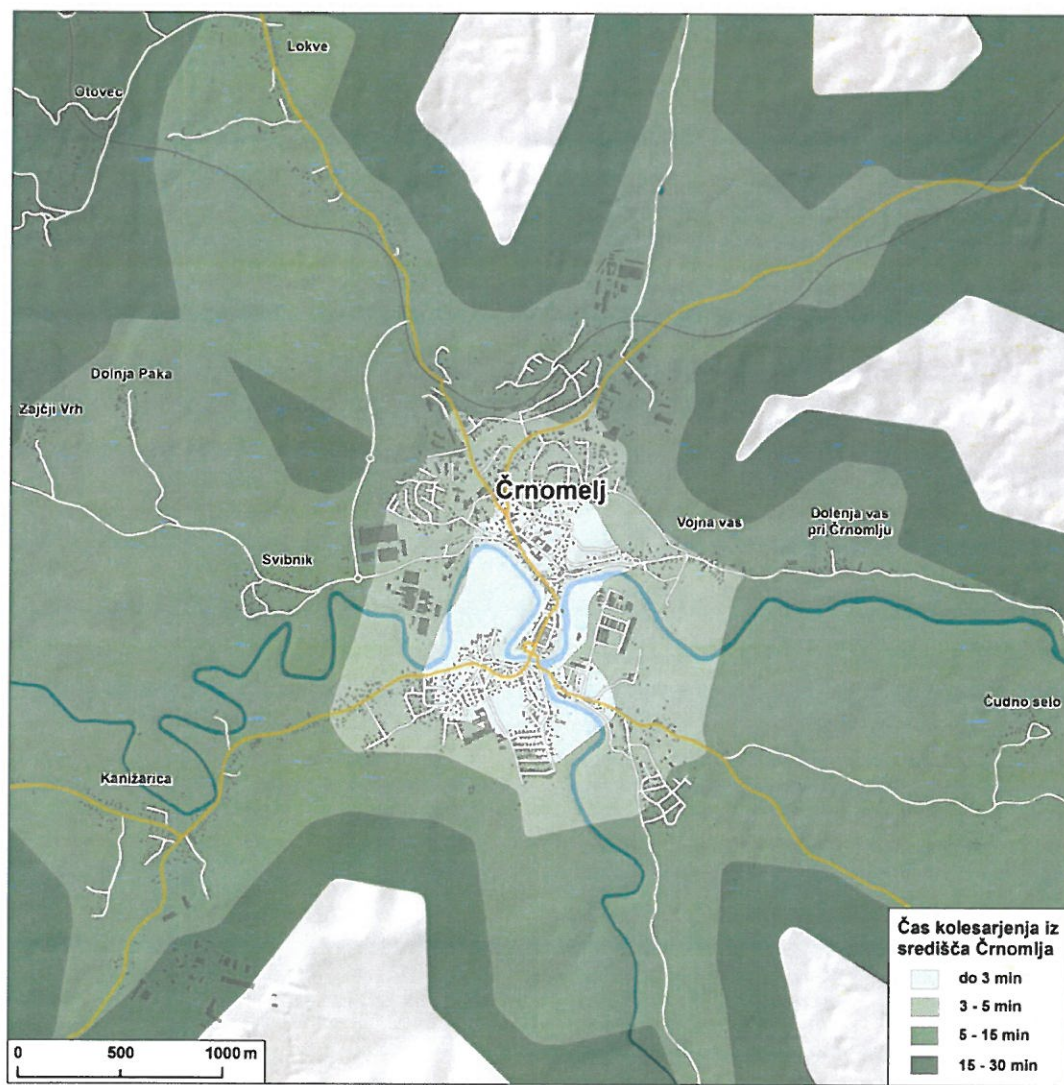 Lokve
Otovec
Dolnja Paka
Zajčji Vrh
Črnomelj
Vojna vas
Dolenja vas
pri Črnomlju
Svibnik
Čudno selo
Kanižarica
Čas kolesarjenja iz
središča Črnomlja
do 3 min
3 - 5 min
5 - 15 min
15 - 30 min
0 500 1000 m